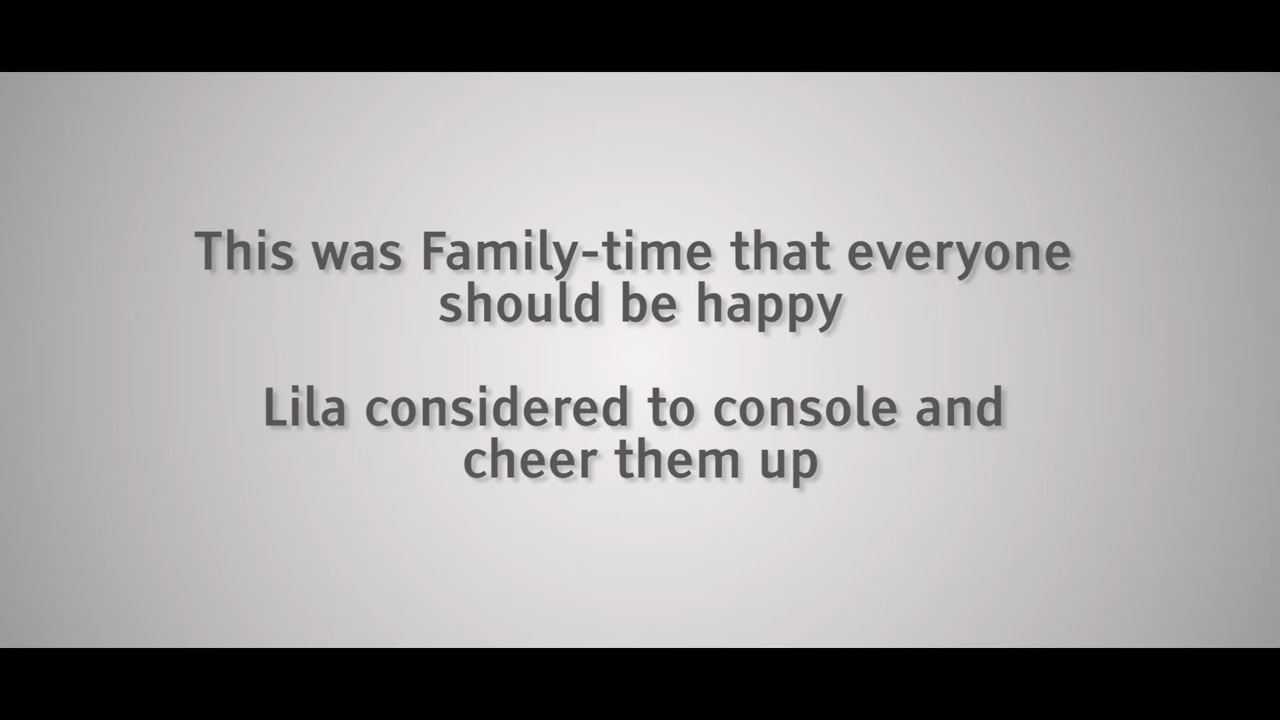 This was Family-time that everyone
should be happy
Lila considered to console and
cheer them up